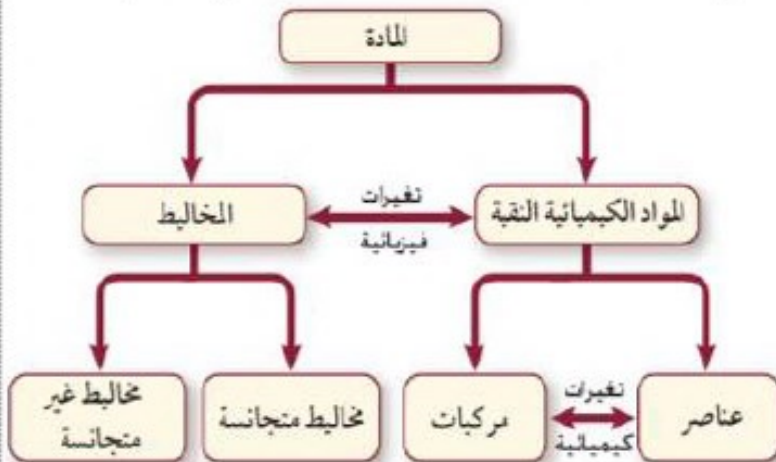 المادة
المواد الكيميائية النقية
تغيرات
فيزيائية
المخاليط
عناصر
تغيرات
كيميائية
مركبات
مخاليط متجانسة
مخاليط غير
متجانسة